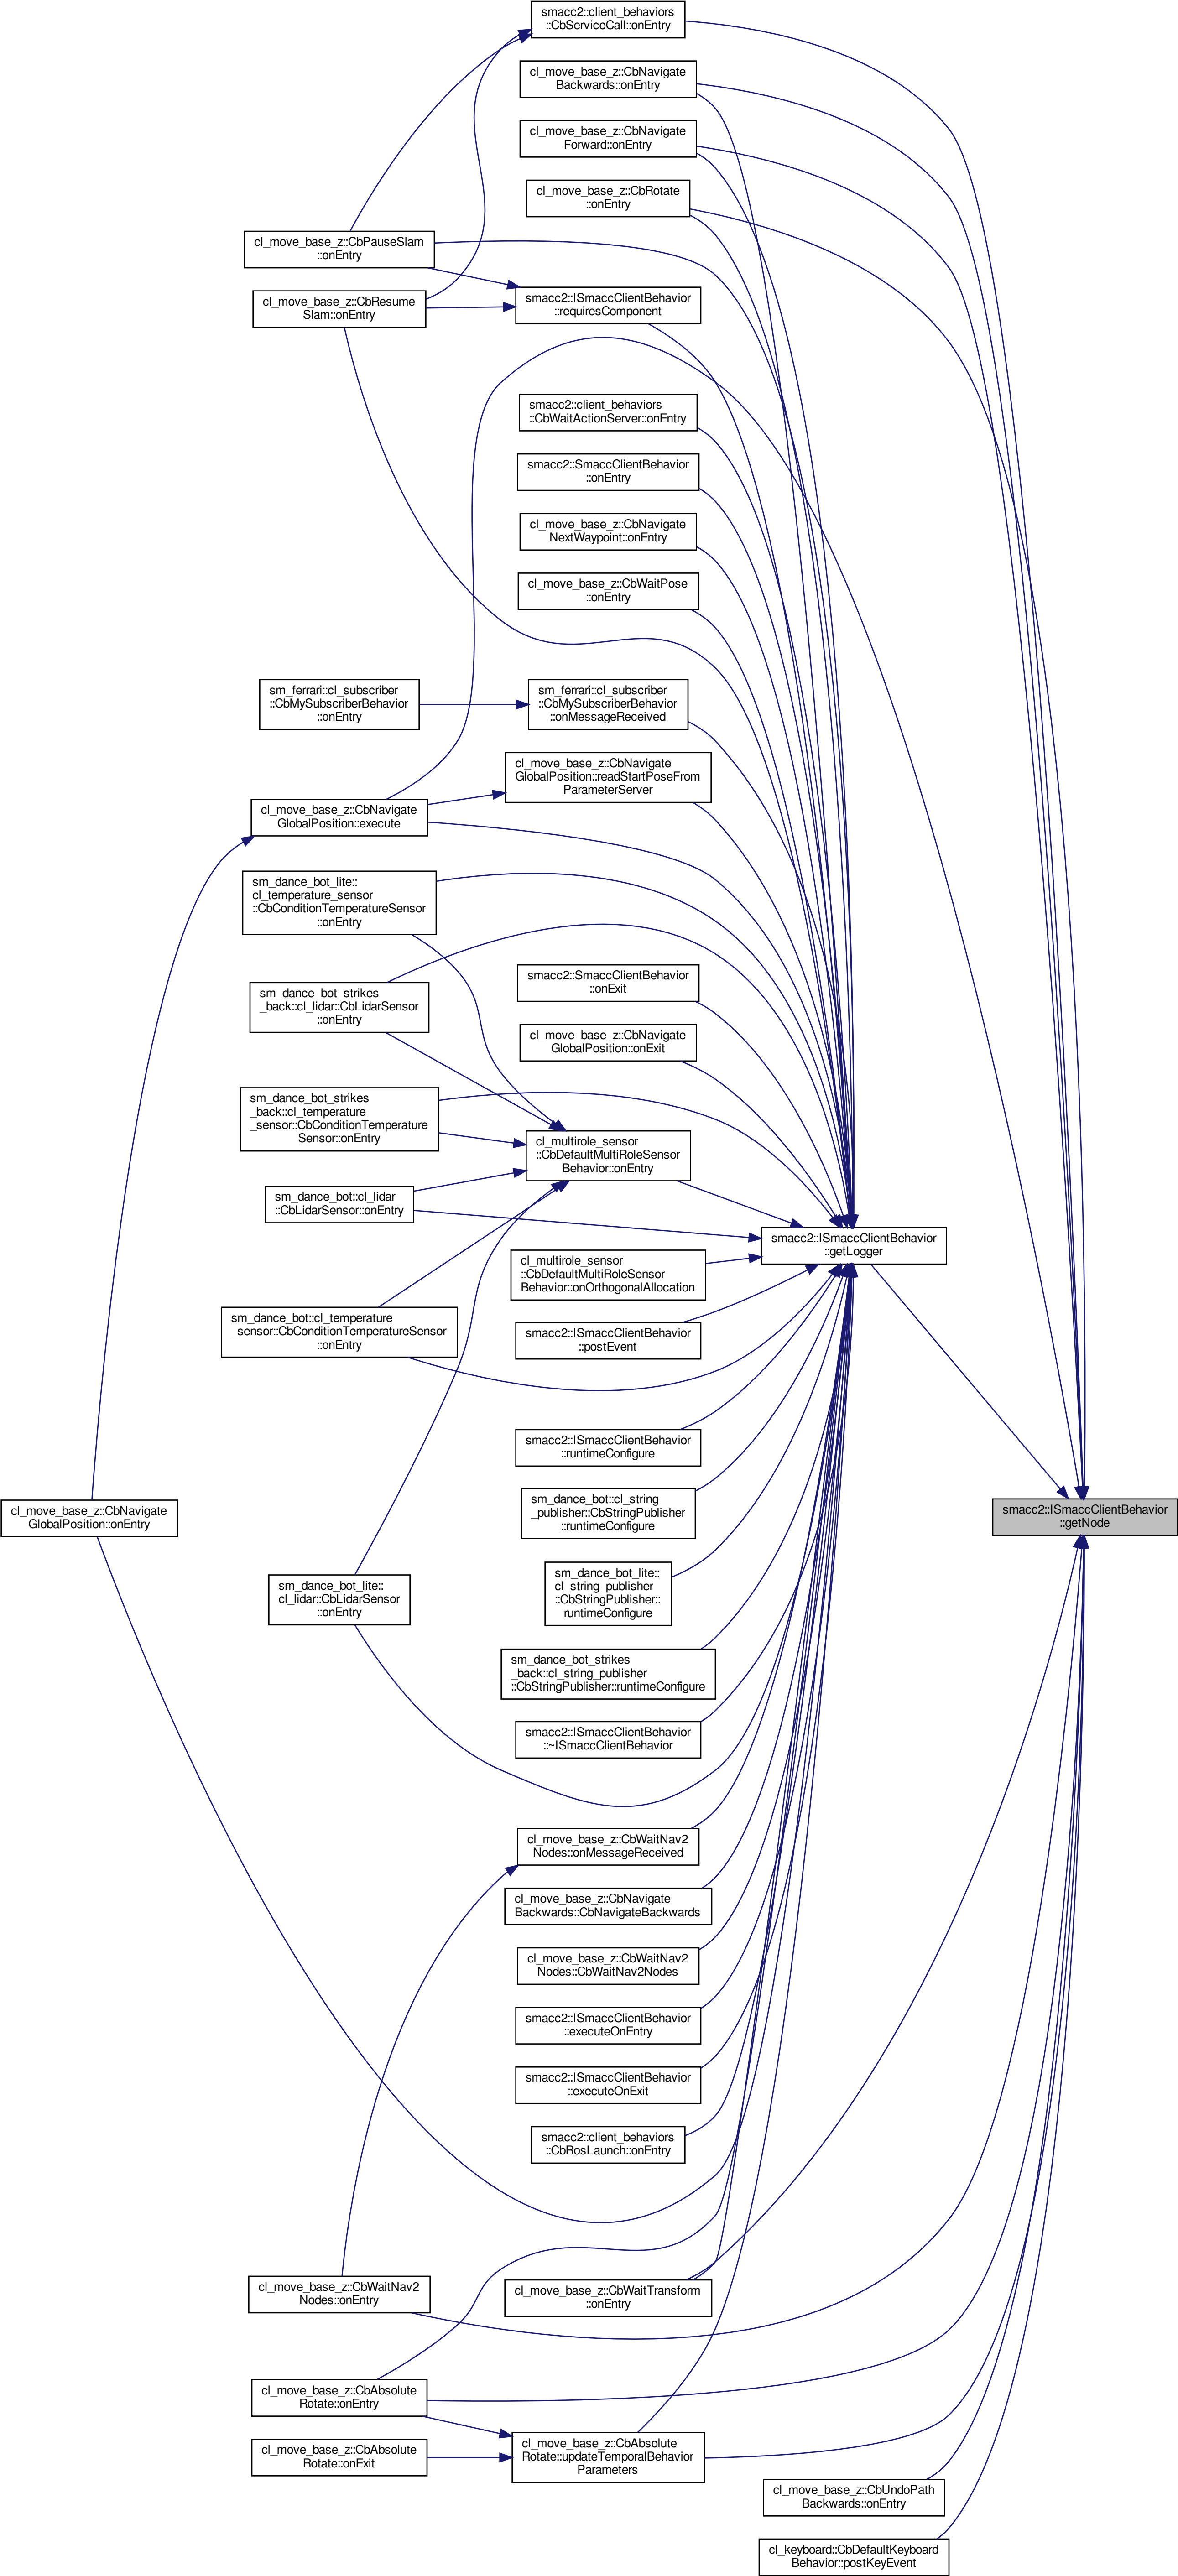 smacc2::client_behaviors
::CbServiceCall::onEntry
cl_move_base_z::CbNavigate
Backwards::onEntry
cl_move_base_z::CbNavigate
Forward::onEntry
cl_move_base_z::CbRotate
::onEntry
cl_move_base_z::CbPauseSlam
::onEntry
cl_move_base_z::CbResume
Slam::onEntry
smacc2::ISmaccClientBehavior
::requiresComponent
smacc2::client_behaviors
::CbWaitActionServer::onEntry
smacc2::SmaccClientBehavior
::onEntry
cl_move_base_z::CbNavigate
NextWaypoint::onEntry
cl_move_base_z::CbWaitPose
::onEntry
sm_ferrari::cl_subscriber
::CbMySubscriberBehavior
::onEntry
sm_ferrari::cl_subscriber
::CbMySubscriberBehavior
::onMessageReceived
cl_move_base_z::CbNavigate
GlobalPosition::readStartPoseFrom
ParameterServer
cl_move_base_z::CbNavigate
GlobalPosition::execute
sm_dance_bot_lite::
cl_temperature_sensor
::CbConditionTemperatureSensor
::onEntry
sm_dance_bot_strikes
_back::cl_lidar::CbLidarSensor
::onEntry
smacc2::SmaccClientBehavior
::onExit
cl_move_base_z::CbNavigate
GlobalPosition::onExit
sm_dance_bot_strikes
_back::cl_temperature
_sensor::CbConditionTemperature
Sensor::onEntry
cl_multirole_sensor
::CbDefaultMultiRoleSensor
Behavior::onEntry
sm_dance_bot::cl_lidar
::CbLidarSensor::onEntry
smacc2::ISmaccClientBehavior
::getLogger
cl_multirole_sensor
::CbDefaultMultiRoleSensor
Behavior::onOrthogonalAllocation
sm_dance_bot::cl_temperature
_sensor::CbConditionTemperatureSensor
::onEntry
smacc2::ISmaccClientBehavior
::postEvent
smacc2::ISmaccClientBehavior
::runtimeConfigure
sm_dance_bot::cl_string
_publisher::CbStringPublisher
::runtimeConfigure
cl_move_base_z::CbNavigate
GlobalPosition::onEntry
smacc2::ISmaccClientBehavior
::getNode
sm_dance_bot_lite::
cl_string_publisher
::CbStringPublisher::
runtimeConfigure
sm_dance_bot_lite::
cl_lidar::CbLidarSensor
::onEntry
sm_dance_bot_strikes
_back::cl_string_publisher
::CbStringPublisher::runtimeConfigure
smacc2::ISmaccClientBehavior
::~ISmaccClientBehavior
cl_move_base_z::CbWaitNav2
Nodes::onMessageReceived
cl_move_base_z::CbNavigate
Backwards::CbNavigateBackwards
cl_move_base_z::CbWaitNav2
Nodes::CbWaitNav2Nodes
smacc2::ISmaccClientBehavior
::executeOnEntry
smacc2::ISmaccClientBehavior
::executeOnExit
smacc2::client_behaviors
::CbRosLaunch::onEntry
cl_move_base_z::CbWaitNav2
Nodes::onEntry
cl_move_base_z::CbWaitTransform
::onEntry
cl_move_base_z::CbAbsolute
Rotate::onEntry
cl_move_base_z::CbAbsolute
Rotate::onExit
cl_move_base_z::CbAbsolute
Rotate::updateTemporalBehavior
Parameters
cl_move_base_z::CbUndoPath
Backwards::onEntry
cl_keyboard::CbDefaultKeyboard
Behavior::postKeyEvent